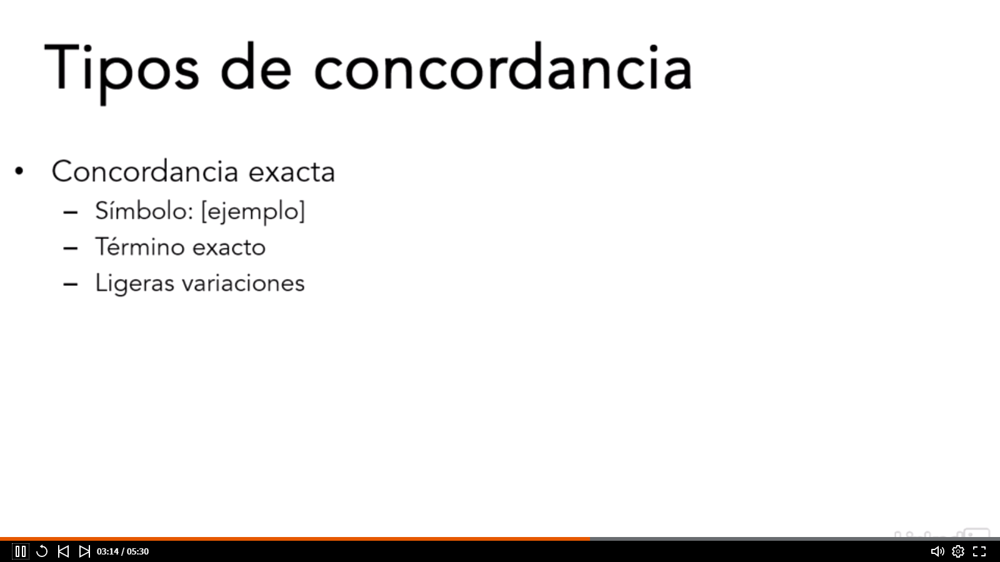 Tipos de concordancia
• Concordancia exacta
– Símbolo: [ejemplo]
– Término exacto
– Ligeras variaciones
03:14 / 05:30